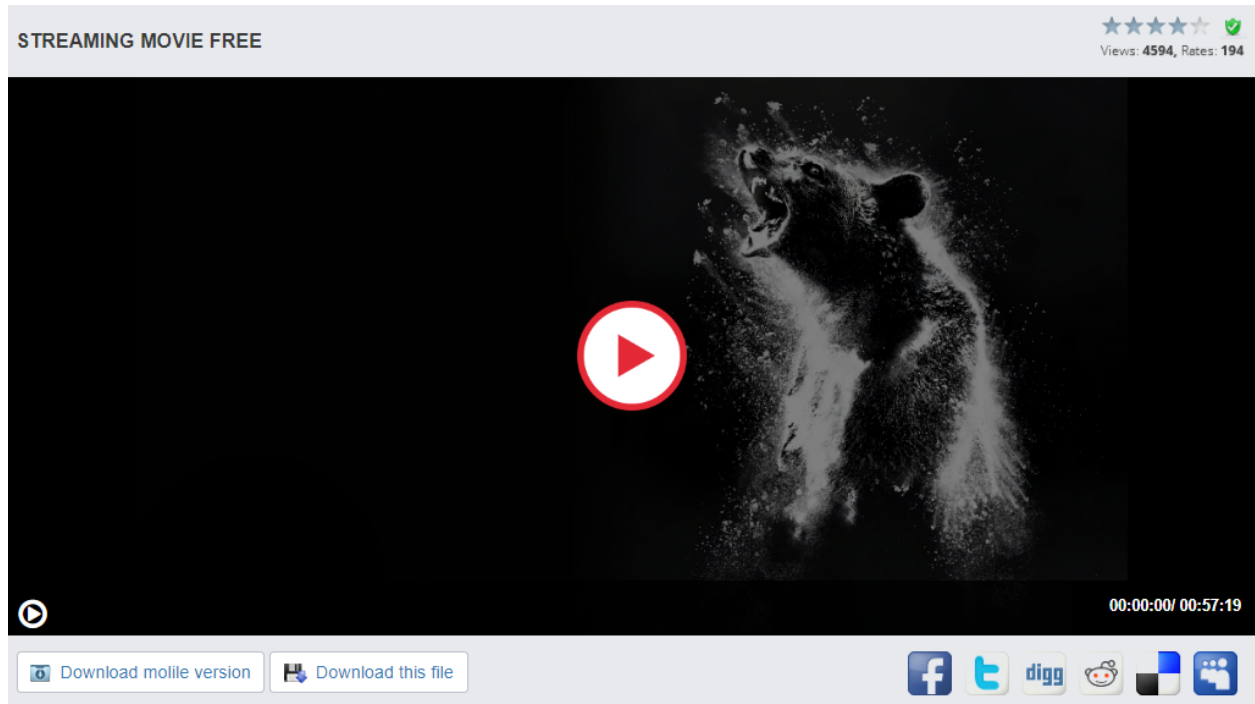 STREAMING MOVIE FREE
Views: 4594, Rates: 194
00:00:00/ 00:57:19
Download molile version
Download this file
f
t
digg